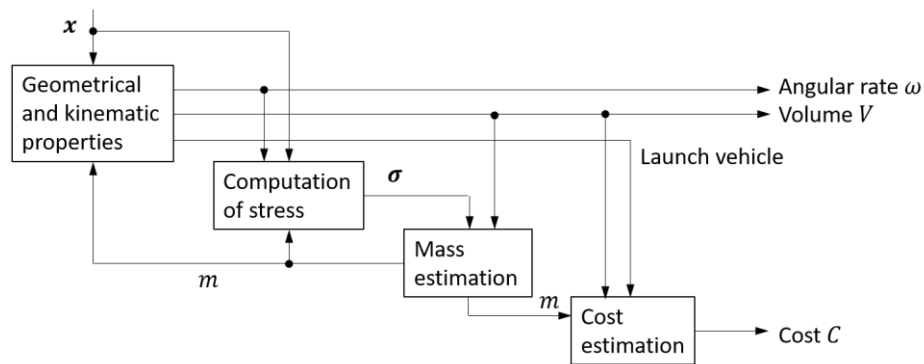 x
Geometrical
and kinematic
properties
Angular rate ω
Volume V
Launch vehicle
Computation
of stress
σ
Mass
estimation
m
m
Cost
estimation
Cost C